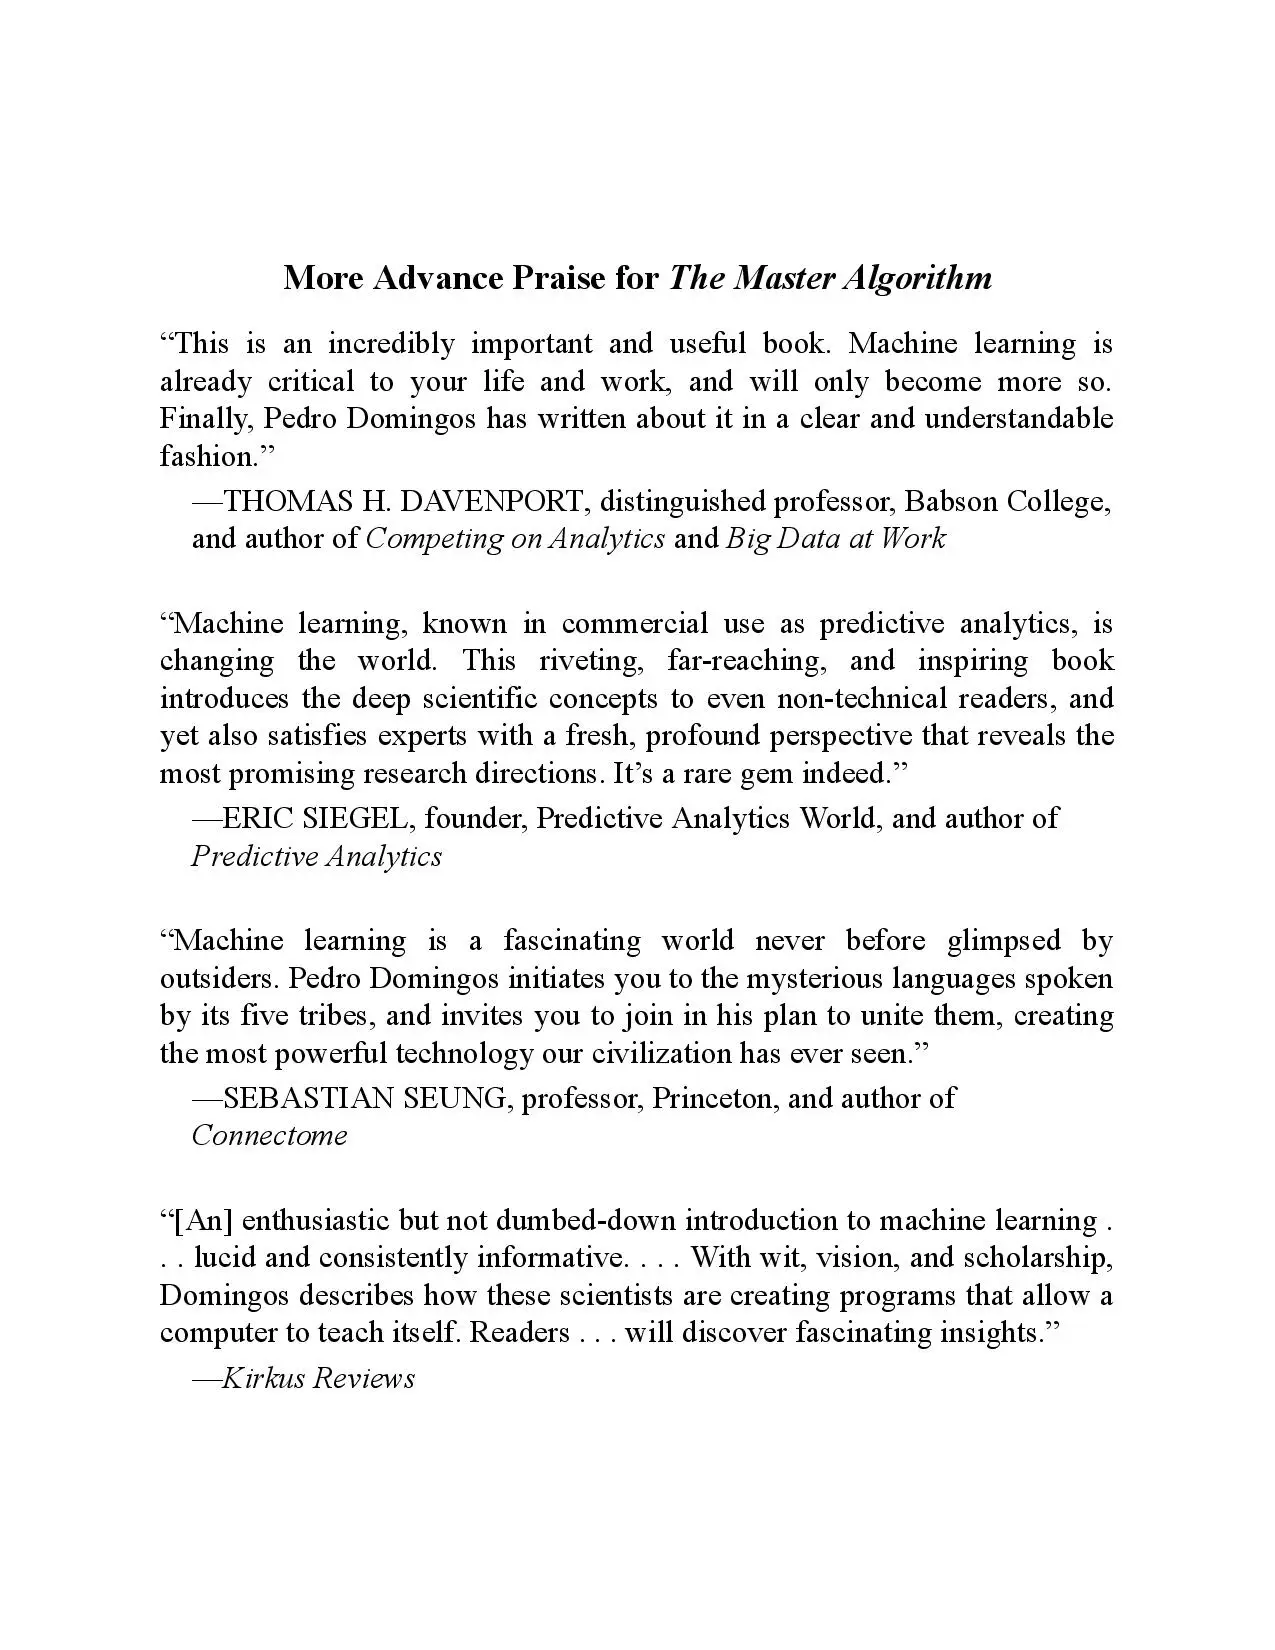 More Advance Praise for The Master Algorithm
“This is an incredibly important and useful book. Machine learning is
already critical to your life and work, and will only become more so.
Finally, Pedro Domingos has written about it in a clear and understandable
fashion.”
—THOMAS H. DAVENPORT, distinguished professor, Babson College,
and author of Competing on Analytics and Big Data at Work
“Machine learning, known in commercial use as predictive analytics, is
changing the world. This riveting, far-reaching, and inspiring book
introduces the deep scientific concepts to even non-technical readers, and
yet also satisfies experts with a fresh, profound perspective that reveals the
most promising research directions. It’s a rare gem indeed.”
—ERIC SIEGEL, founder, Predictive Analytics World, and author of
Predictive Analytics
“Machine learning is a fascinating world never before glimpsed by
outsiders. Pedro Domingos initiates you to the mysterious languages spoken
by its five tribes, and invites you to join in his plan to unite them, creating
the most powerful technology our civilization has ever seen.”
—SEBASTIAN SEUNG, professor, Princeton, and author of
Connectome
“[An] enthusiastic but not dumbed-down introduction to machine learning .
. . lucid and consistently informative. . . . With wit, vision, and scholarship,
Domingos describes how these scientists are creating programs that allow a
computer to teach itself. Readers . . . will discover fascinating insights.”
—Kirkus Reviews